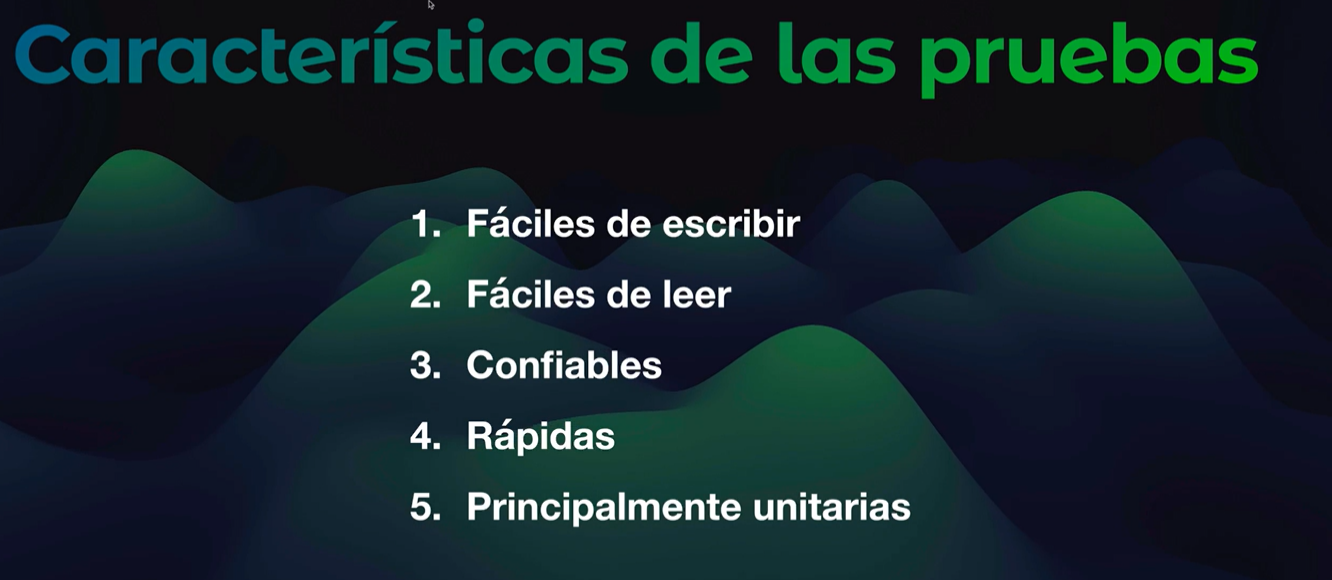 Características de las pruebas
1. Fáciles de escribir
2. Fáciles de leer
3. Confiables
4. Rápidas
5. Principalmente unitarias